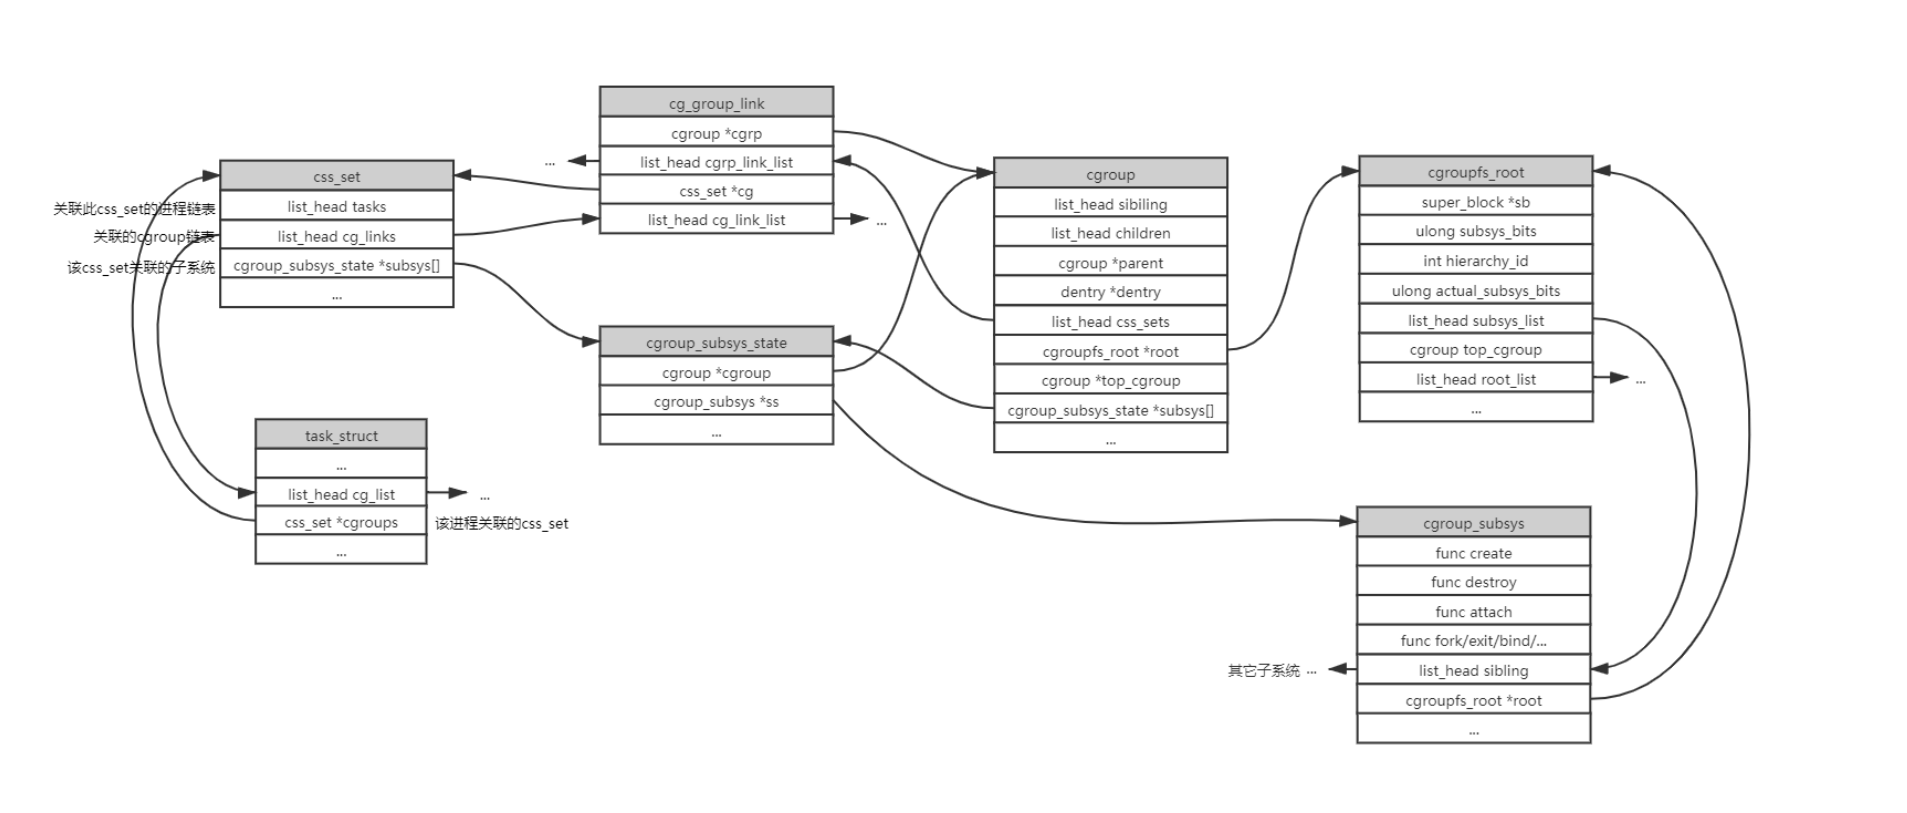 cg_group_link
cgroup *cgrp
... list_head cgrp_link_list
css_set *cg
list_head cg_link_list ...
css_set
关联此css_set的进程链表 list_head tasks
关联的cgroup链表 list_head cg_links
该css_set关联的子系统 cgroup_subsys_state *subsys[]
...
cgroup_subsys_state
cgroup *cgroup
cgroup_subsys *ss
...
task_struct
...
list_head cg_list ...
css_set *cgroups 该进程关联的css_set
...
cgroup
list_head sibiling
list_head children
cgroup *parent
dentry *dentry
list_head css_sets
cgroupfs_root *root
cgroup *top_cgroup
cgroup_subsys_state *subsys[]
...
cgroupfs_root
super_block *sb
ulong subsys_bits
int hierarchy_id
ulong actual_subsys_bits
list_head subsys_list
cgroup top_cgroup
list_head root_list ...
...
cgroup_subsys
func create
func destroy
func attach
func fork/exit/bind/...
其它子系统 ... list_head sibling
cgroupfs_root *root
...